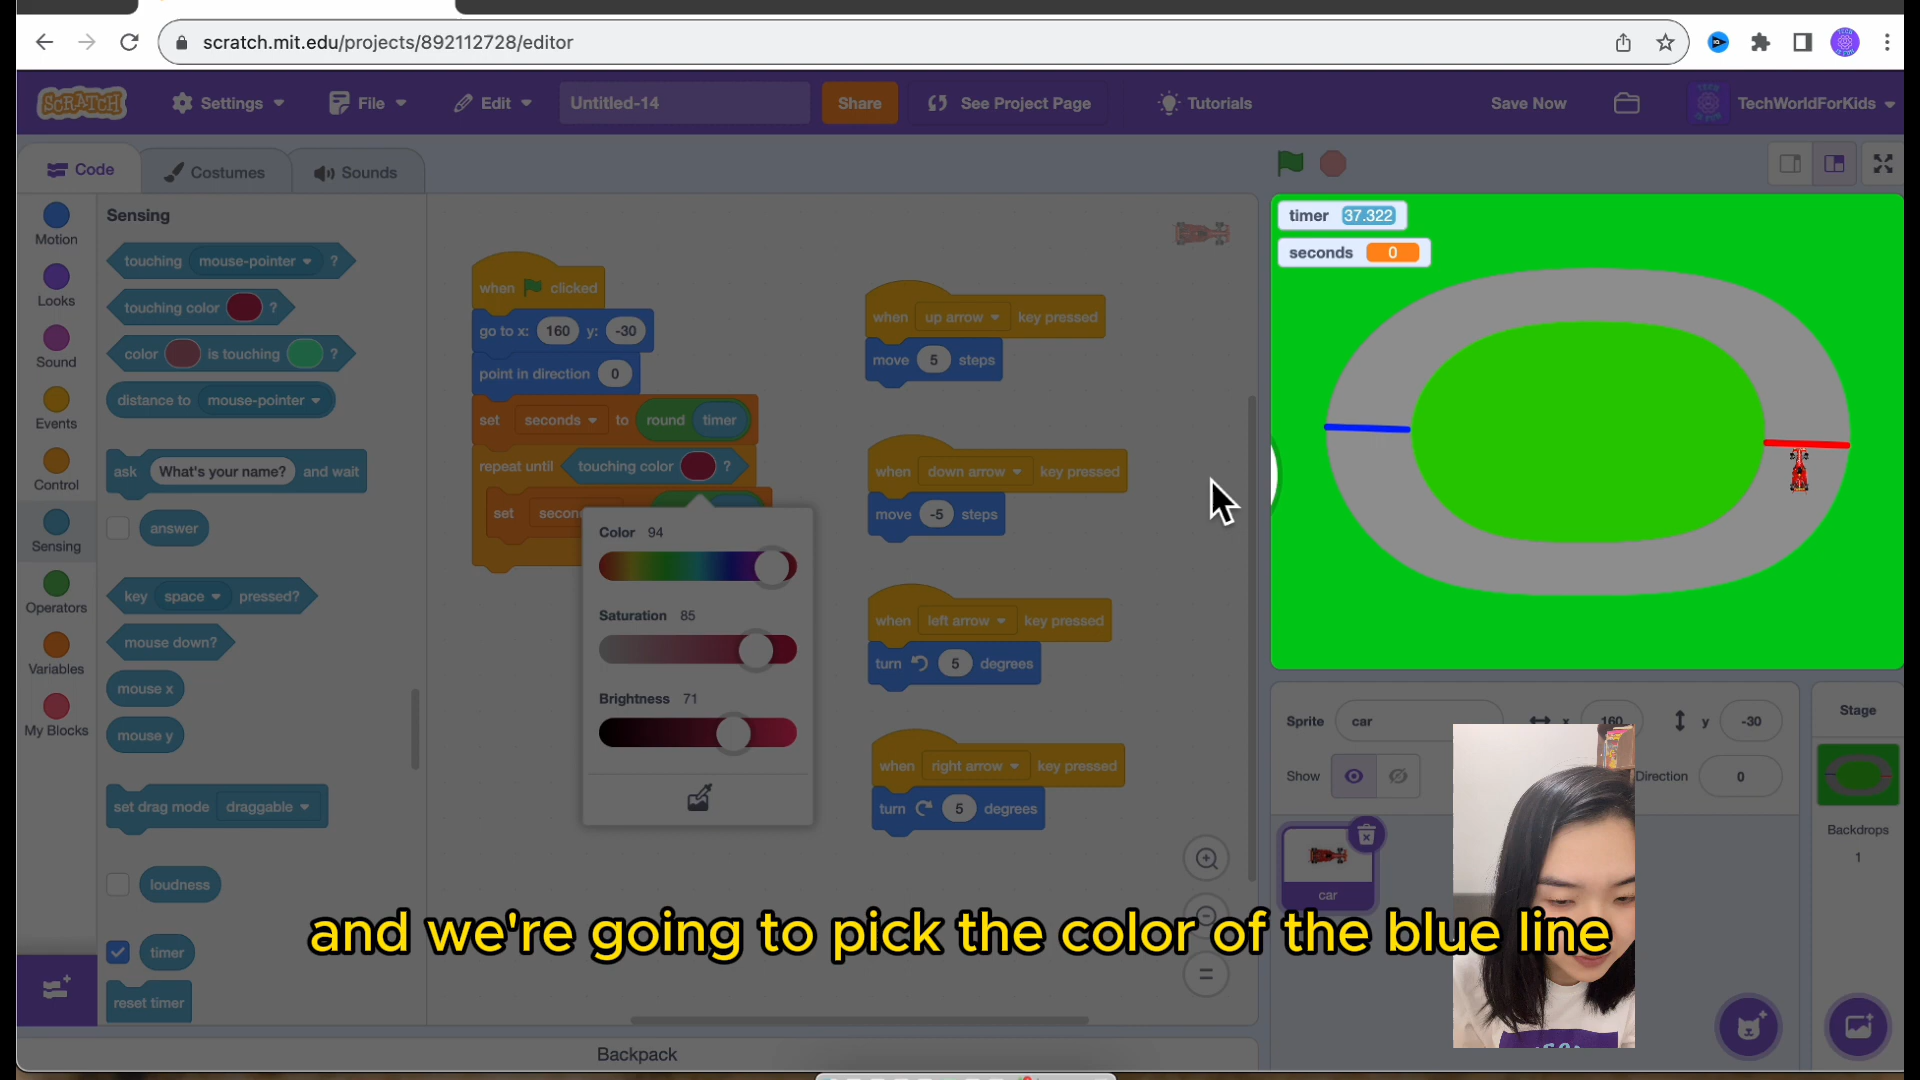 scratch.mit.edu/projects/892112728/editor
SCRATCH
Settings
File
Edit
Untitled-14
Share
See Project Page
Tutorials
Save Now
TechWorldForKids
Code
Costumes
Sounds
Motion
Looks
Sound
Events
Control
Sensing
Operators
Variables
My Blocks
Sensing
touching mouse-pointer ?
touching color ?
color is touching ?
distance to mouse-pointer
ask What's your name? and wait
answer
key space pressed?
mouse down?
mouse x
mouse y
set drag mode draggable
loudness
timer
reset timer
when clicked
go to x: 160 y: -30
point in direction 0
set seconds to round timer
repeat until touching color ?
set
Color 94
Saturation 85
Brightness 71
when up arrow key pressed
move 5 steps
when down arrow key pressed
move -5 steps
when left arrow key pressed
turn 5 degrees
when right arrow key pressed
turn 5 degrees
timer 37.322
seconds 0
Sprite car x 160 y -30
Show Direction 0
car
Stage
Backdrops
1
and we're going to pick the color of the blue line
Backpack